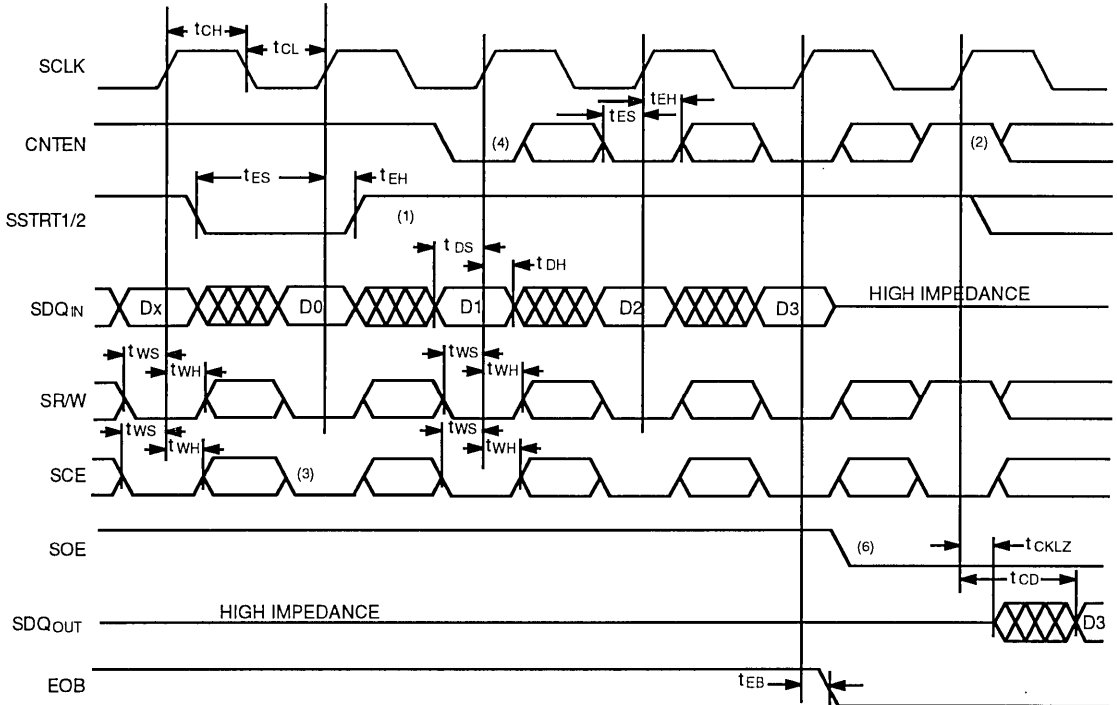 tCH
tCL
SCLK
tEH
tES
CNTEN
(4)
(2)
tES
tEH
SSTRT1/2
(1)
tDS
tDH
SDQIN
Dx
D0
D1
D2
D3
HIGH IMPEDANCE
tWS
tWS
tWH
tWH
SR/W
tWS
tWS
tWH
tWH
SCE
(3)
SOE
(6)
tCKLZ
tCD
HIGH IMPEDANCE
SDQOUT
D3
tEB
EOB